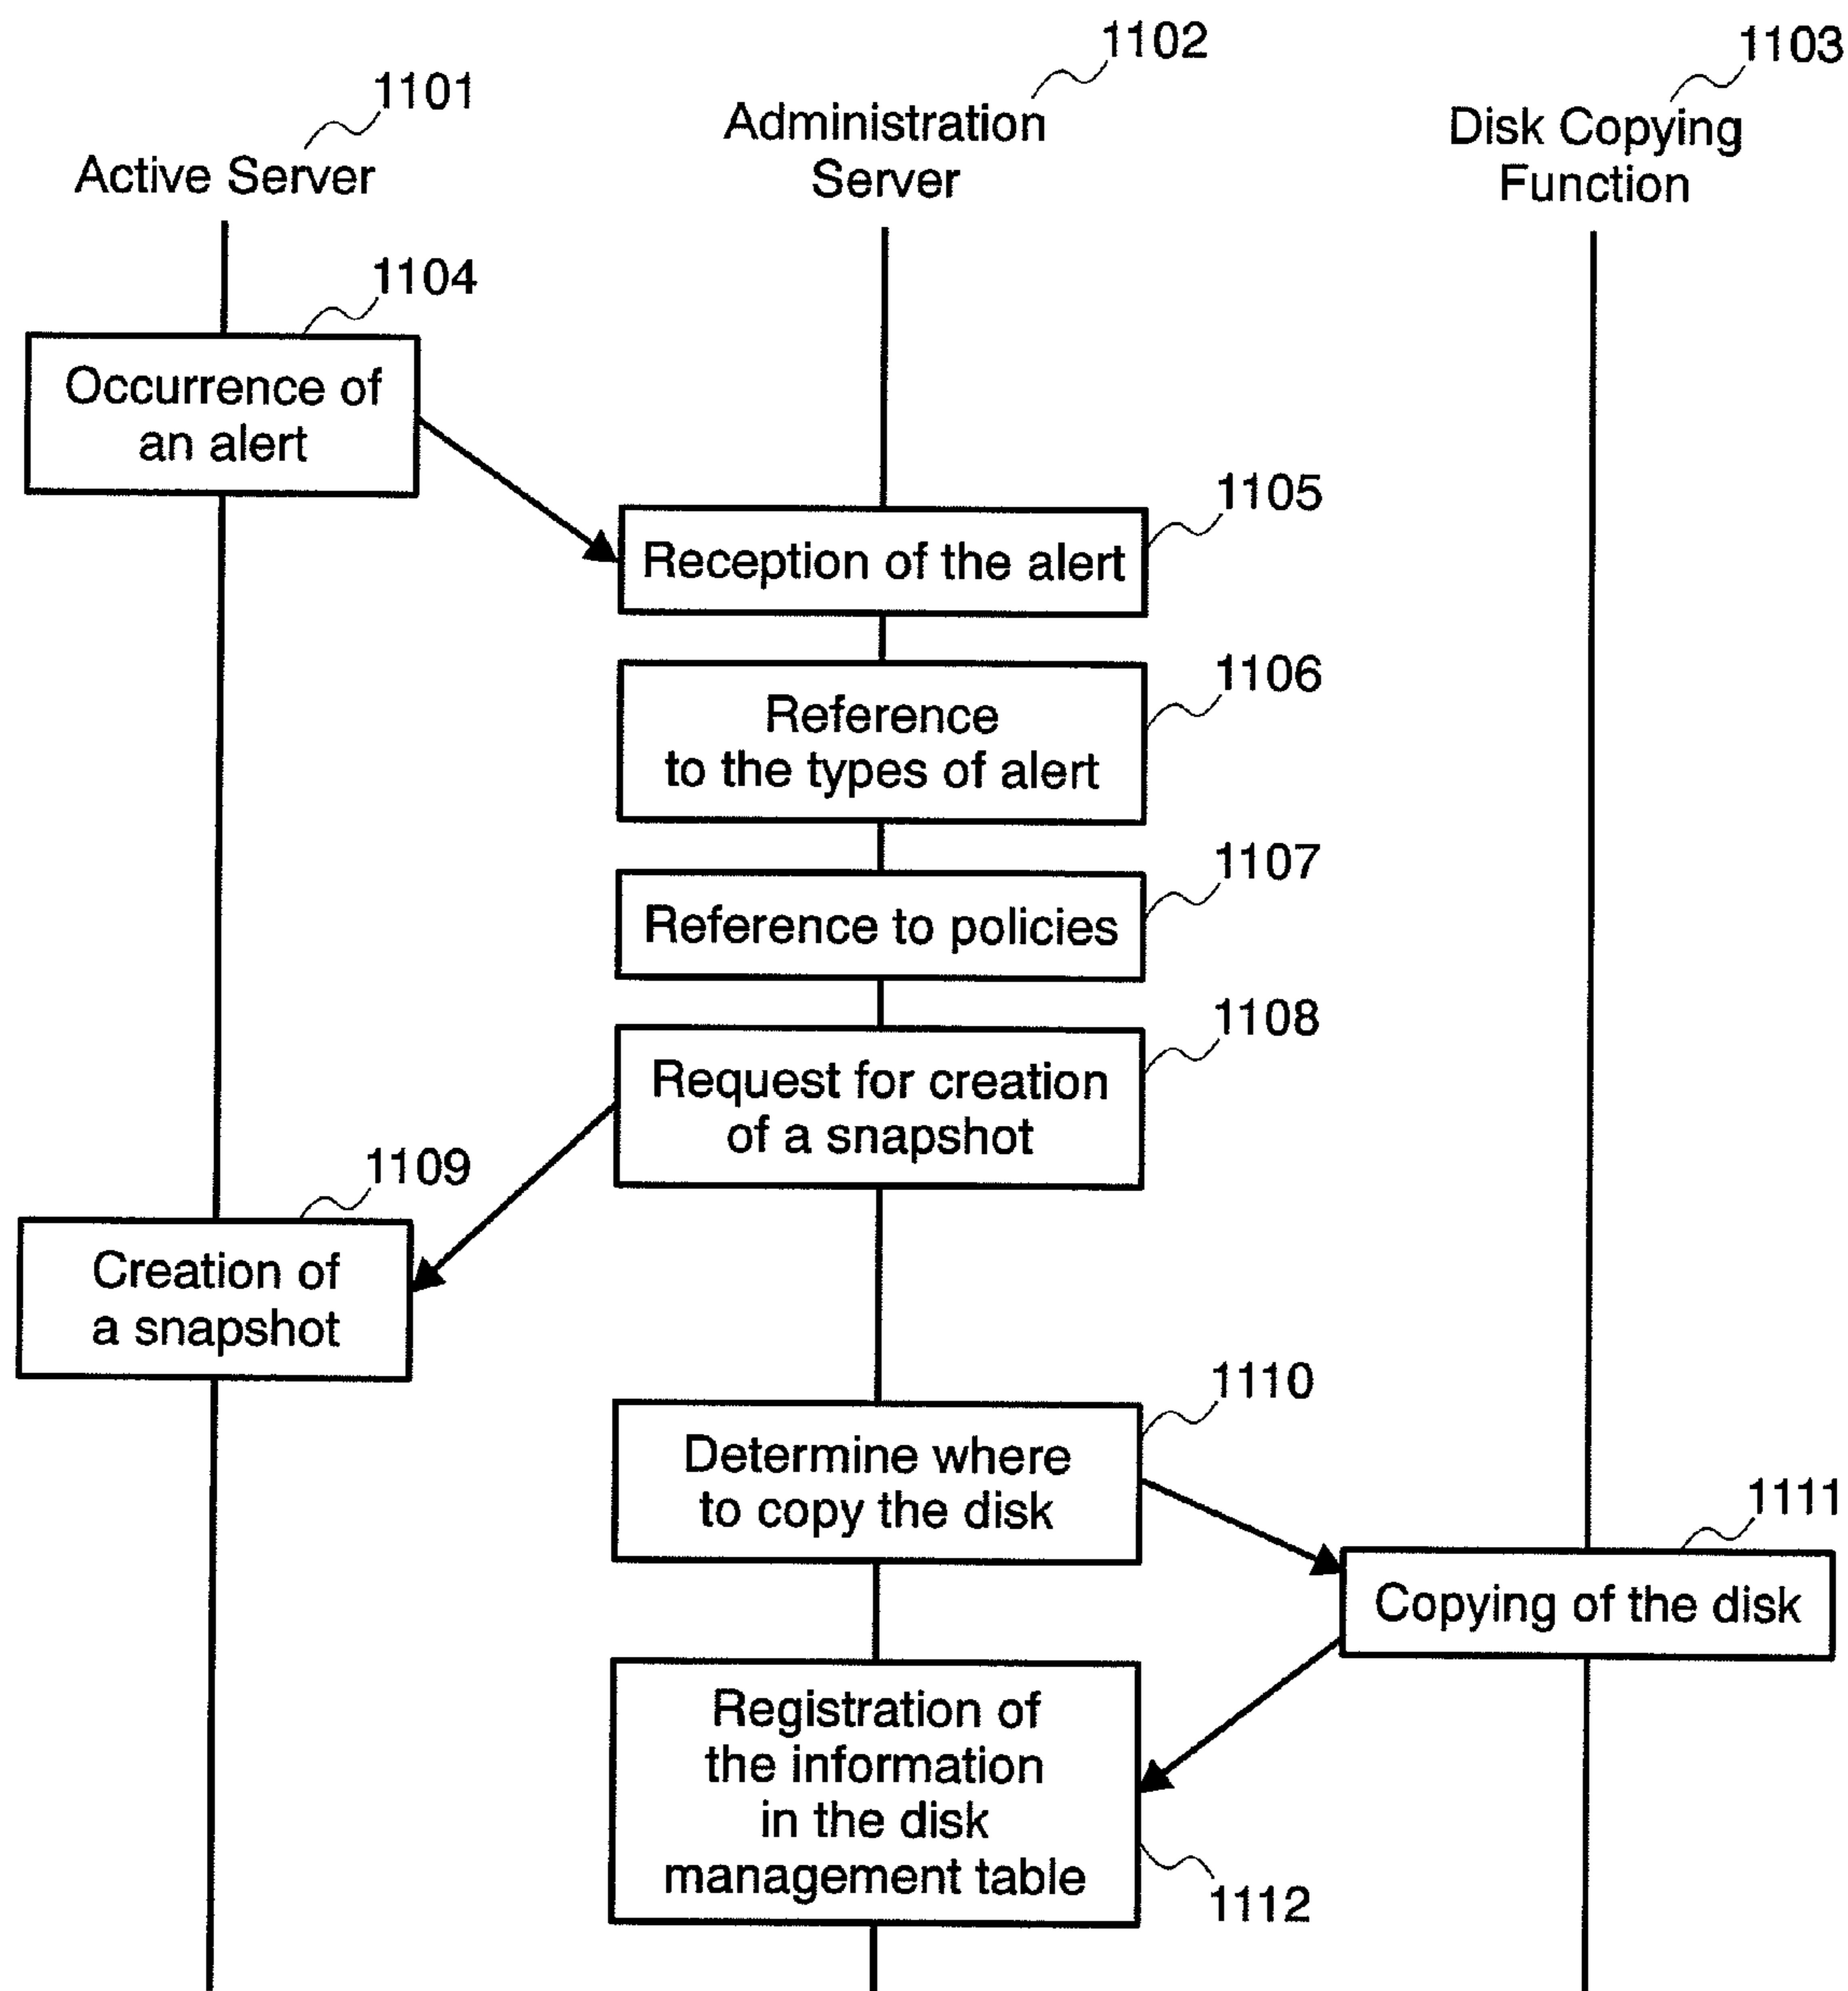 1101
Active Server
1102
Administration
Server
1103
Disk Copying
Function
1104
Occurrence of
an alert
1105
Reception of the alert
1106
Reference
to the types of alert
1107
Reference to policies
1108
Request for creation
of a snapshot
1109
Creation of
a snapshot
1110
Determine where
to copy the disk
1111
Copying of the disk
Registration of
the information
in the disk
management table
1112